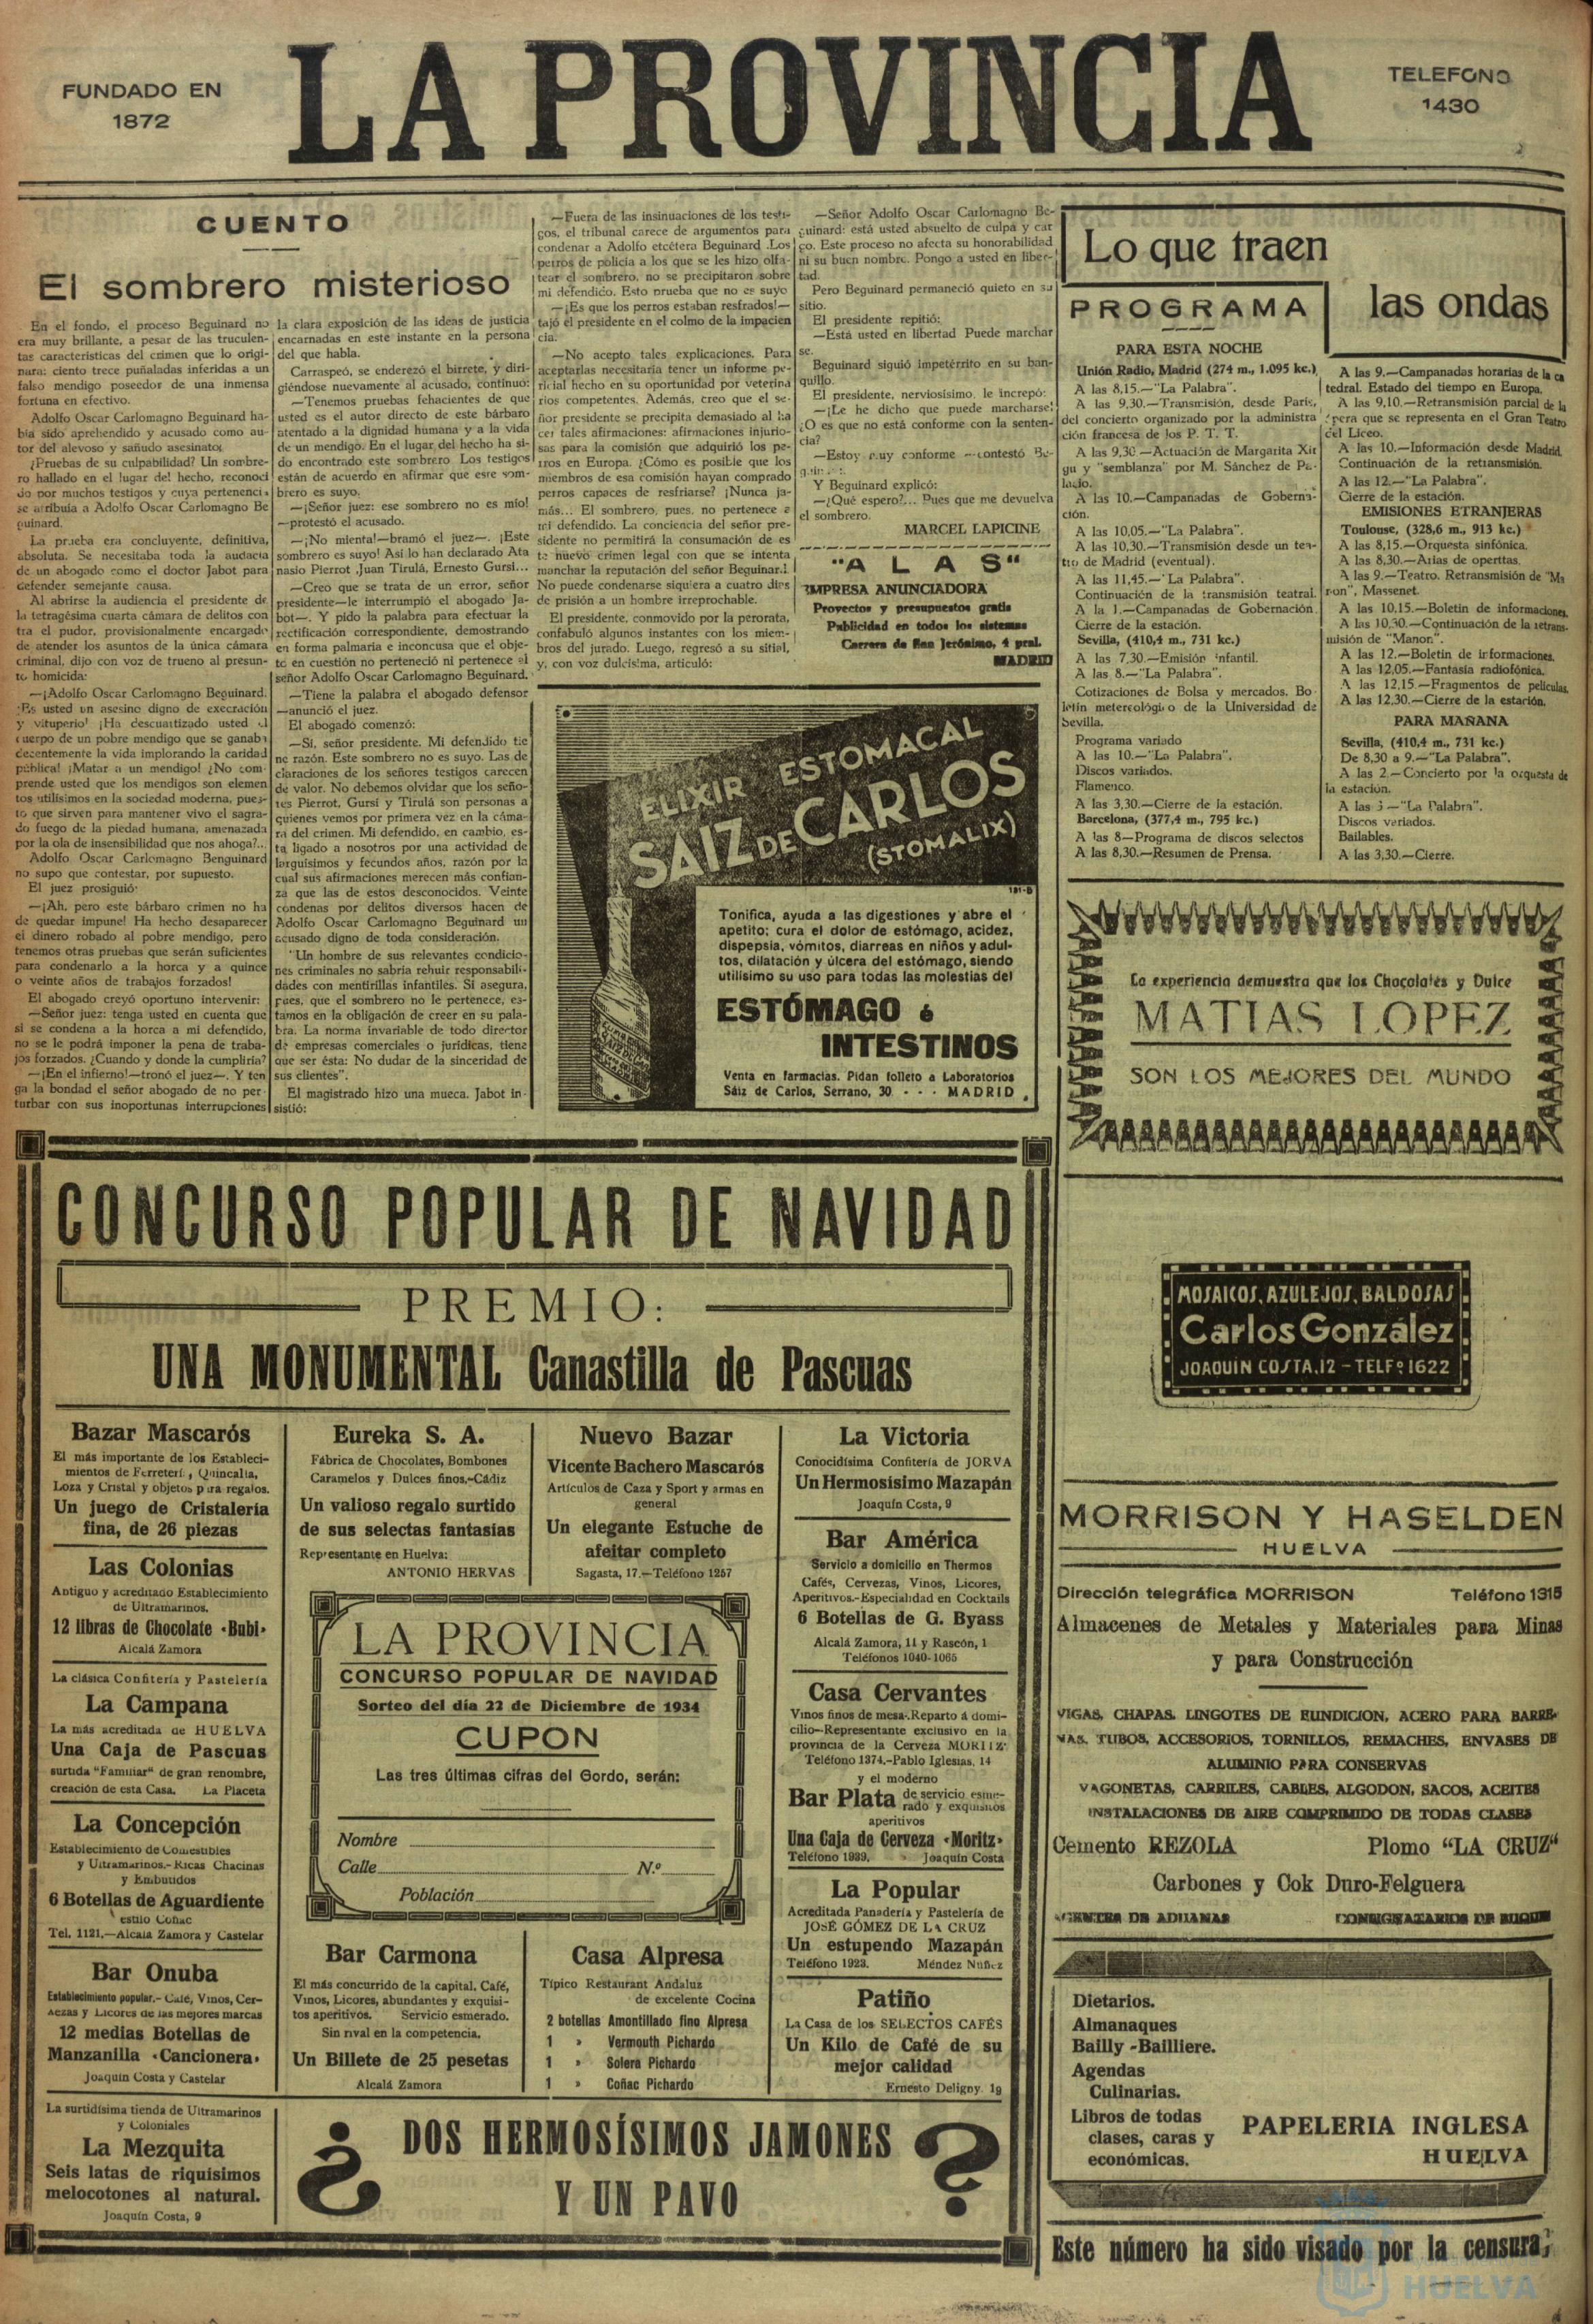 FUNDADO EN
1872
LA PROVINCIA
TELEFONO
1430
CUENTO
El sombrero misterioso
En el fondo, el proceso Beguinard no
era muy brillante, a pesar de las truculen-
tas características del crimen que lo origi-
nara: ciento trece puñaladas inferidas a un
falso mendigo poseedor de una inmensa
fortuna en efectivo.
Adolfo Oscar Carlomagno Beguinard ha-
bía sido aprehendido y acusado como au-
tor del alevoso y sañudo asesinato.
¿Pruebas de su culpabilidad? Un sombre-
ro hallado en el lugar del hecho, reconoci
do por muchos testigos y cuya pertenencia
se atribuía a Adolfo Oscar Carlomagno Be
guinard.
La prueba era concluyente, definitiva,
absoluta. Se necesitaba toda la audacia
de un abogado como el doctor Jabot para
defender semejante causa.
Al abrirse la audiencia el presidente de
la tetragésima cuarta cámara de delitos con
tra el pudor, provisionalmente encargado
de atender los asuntos de la única cámara
criminal, dijo con voz de trueno al presun-
to homicida:
—¡Adolfo Oscar Carlomagno Beguinard.
¡Es usted un asesino digno de execración
y vituperio! ¡Ha descuartizado usted el
cuerpo de un pobre mendigo que se ganaba
decentemente la vida implorando la caridad
pública! ¡Matar a un mendigo! ¿No com-
prende usted que los mendigos son elemen
tos utilísimos en la sociedad moderna, pues-
to que sirven para mantener vivo el sagra-
do fuego de la piedad humana, amenazada
por la ola de insensibilidad que nos ahoga?...
Adolfo Oscar Carlomagno Benguinard
no supo que contestar, por supuesto.
El juez prosiguió:
—¡Ah, pero este bárbaro crimen no ha
de quedar impune! Ha hecho desaparecer
el dinero robado al pobre mendigo, pero
tenemos otras pruebas que serán suficientes
para condenarlo a la horca y a quince
o veinte años de trabajos forzados!
El abogado creyó oportuno intervenir:
—Señor juez: tenga usted en cuenta que
si se condena a la horca a mi defendido,
no se le podrá imponer la pena de traba-
jos forzados. ¿Cuando y donde la cumpliría?
—¡En el infierno!—tronó el juez—. Y ten
ga la bondad el señor abogado de no per-
turbar con sus inoportunas interrupciones
la clara exposición de las ideas de justicia
encarnadas en este instante en la persona
del que habla.
Carraspeó, se enderezó el birrete, y diri-
giéndose nuevamente al acusado, continuó:
—Tenemos pruebas fehacientes de que
usted es el autor directo de este bárbaro
atentado a la dignidad humana y a la vida
de un mendigo. En el lugar del hecho ha si-
do encontrado este sombrero. Los testigos
están de acuerdo en afirmar que este som-
brero es suyo.
—¡Señor juez: ese sombrero no es mío!
—protestó el acusado.
—¡No mienta!—bramó el juez—. ¡Este
sombrero es suyo! Así lo han declarado Ata
nasio Pierrot ,Juan Tirulá, Ernesto Gursi...
—Creo que se trata de un error, señor
presidente—le interrumpió el abogado Ja-
bot—. Y pido la palabra para efectuar la
rectificación correspondiente, demostrando
en forma palmaria e inconcusa que el obje-
to en cuestión no perteneció ni pertenece al
señor Adolfo Oscar Carlomagno Beguinard.
—Tiene la palabra el abogado defensor
—anunció el juez.
El abogado comenzó:
—Sí, señor presidente. Mi defendido tie
ne razón. Este sombrero no es suyo. Las de
claraciones de los señores testigos carecen
de valor. No debemos olvidar que los seño-
res Pierrot, Gursi y Tirulá son personas a
quienes vemos por primera vez en la cáma-
ra del crimen. Mi defendido, en cambio, es-
ta ligado a nosotros por una actividad de
larguísimos y fecundos años, razón por la
cual sus afirmaciones merecen más confian-
za que las de estos desconocidos. Veinte
condenas por delitos diversos hacen de
Adolfo Oscar Carlomagno Beguinard un
acusado digno de toda consideración.
"Un hombre de sus relevantes condicio-
nes criminales no sabría rehuir responsabili-
dades con mentirillas infantiles. Si asegura,
pues, que el sombrero no le pertenece, es-
tamos en la obligación de creer en su pala-
bra. La norma invariable de todo director
de empresas comerciales o jurídicas, tiene
que ser ésta: No dudar de la sinceridad de
sus clientes".
El magistrado hizo una mueca. Jabot in-
sistió:
—Fuera de las insinuaciones de los testi-
gos, el tribunal carece de argumentos para
condenar a Adolfo etcétera Beguinard .Los
perros de policía a los que se les hizo olfa-
tear el sombrero, no se precipitaron sobre
mi defendido. Esto prueba que no es suyo
—¡Es que los perros estaban resfrados!—
tajó el presidente en el colmo de la impacien
cia.
—No acepto tales explicaciones. Para
aceptarlas necesitaría tener un informe pe-
ricial hecho en su oportunidad por veterina
rios competentes. Además, creo que el se-
ñor presidente se precipita demasiado al ha
cer tales afirmaciones: afirmaciones injurio-
sas para la comisión que adquirió los pe-
rros en Europa. ¿Cómo es posible que los
miembros de esa comisión hayan comprado
perros capaces de resfriarse? ¡Nunca ja-
más... El sombrero, pues, no pertenece a
mi defendido. La conciencia del señor pre-
sidente no permitirá la consumación de es
te nuevo crimen legal con que se intenta
manchar la reputación del señor Beguinard.
No puede condenarse siquiera a cuatro días
de prisión a un hombre irreprochable.
El presidente, conmovido por la perorata,
confabuló algunos instantes con los miem-
bros del jurado. Luego, regresó a su sitial,
y, con voz dulcísima, articuló:
—Señor Adolfo Oscar Carlomagno Be-
guinard: está usted absuelto de culpa y car
go. Este proceso no afecta su honorabilidad
ni su buen nombre. Pongo a usted en liber-
tad.
Pero Beguinard permaneció quieto en su
sitio.
El presidente repitió:
—Está usted en libertad Puede marchar
se.
Beguinard siguió impetérrito en su ban-
quillo.
El presidente, nerviosísimo, le increpó:
—¡Le he dicho que puede marcharse!
¿O es que no está conforme con la senten-
cia?
—Estoy muy conforme —contestó Be-
guinard.
Y Beguinard explicó:
—¿Qué espero?... Pues que me devuelva
el sombrero.
MARCEL LAPICINE
"ALAS"
EMPRESA ANUNCIADORA
Proyectos y presupuestos gratis
Publicidad en todos los sistemas
Carrera de San Jerónimo, 4 pral.
MADRID
ELIXIR ESTOMACAL
SAIZ DE CARLOS
(STOMALIX)
181-B
Tonifica, ayuda a las digestiones y abre el
apetito; cura el dolor de estómago, acidez,
dispepsia, vómitos, diarreas en niños y adul-
tos, dilatación y úlcera del estómago, siendo
utilísimo su uso para todas las molestias del
ESTÓMAGO é
INTESTINOS
Venta en farmacias. Pidan folleto a Laboratorios
Sáiz de Carlos, Serrano, 30 - - - MADRID
Lo que traen
las ondas
PROGRAMA
PARA ESTA NOCHE
Unión Radio, Madrid (274 m., 1.095 kc.)
A las 8,15.—"La Palabra".
A las 9,30.—Transmisión, desde París,
del concierto organizado por la administra
ción francesa de los P. T. T.
A las 9,30 —Actuación de Margarita Xir
gu y "semblanza" por M. Sánchez de Pa-
lacio.
A las 10.—Campanadas de Goberna-
ción.
A las 10,05.—"La Palabra".
A las 10,30.—Transmisión desde un tea-
tro de Madrid (eventual).
A las 11,45.—"La Palabra".
Continuación de la transmisión teatral.
A la 1.—Campanadas de Gobernación.
Cierre de la estación.
Sevilla, (410,4 m., 731 kc.)
A las 7,30.—Emisión infantil.
A las 8.—"La Palabra".
Cotizaciones de Bolsa y mercados. Bo-
letín metereológico de la Universidad de
Sevilla.
Programa variado
A las 10.—"La Palabra".
Discos variados.
Flamenco.
A las 3,30.—Cierre de la estación.
Barcelona, (377,4 m., 795 kc.)
A las 8—Programa de discos selectos
A las 8,30.—Resumen de Prensa.
A las 9.—Campanadas horarias de la ca
tedral. Estado del tiempo en Europa.
A las 9,10.—Retransmisión parcial de la
ópera que se representa en el Gran Teatro
del Liceo.
A las 10.—Información desde Madrid.
Continuación de la retransmisión.
A las 12.—"La Palabra".
Cierre de la estación.
EMISIONES ETRANJERAS
Toulouse, (328,6 m., 913 kc.)
A las 8,15.—Orquesta sinfónica.
A las 8,30.—Arias de operttas.
A las 9.—Teatro. Retransmisión de "Ma
ron", Massenet.
A las 10,15.—Boletín de informaciones.
A las 10,30.—Continuación de la retrans-
misión de "Manon".
A las 12.—Boletín de informaciones.
A las 12,05.—Fantasía radiofónica.
A las 12,15.—Fragmentos de películas.
A las 12,30.—Cierre de la estación.
PARA MAÑANA
Sevilla, (410,4 m., 731 kc.)
De 8,30 a 9.—"La Palabra".
A las 2.—Concierto por la orquesta de
la estación.
A las 3 —"La Palabra".
Discos variados.
Bailables.
A las 3,30.—Cierre.
La experiencia demuestra que los Chocolates y Dulce
MATIAS LOPEZ
SON LOS MEJORES DEL MUNDO
MOSAICOS, AZULEJOS, BALDOSAS
Carlos González
JOAQUÍN COSTA, 12 - TELFº 1622
CONCURSO POPULAR DE NAVIDAD
PREMIO:
UNA MONUMENTAL Canastilla de Pascuas
Bazar Mascarós
El más importante de los Estableci-
mientos de Ferretería, Quincalla,
Loza y Cristal y objetos para regalos.
Un juego de Cristalería
fina, de 26 piezas
Las Colonias
Antiguo y acreditado Establecimiento
de Ultramarinos.
12 libras de Chocolate «Bubi»
Alcalá Zamora
La clásica Confitería y Pastelería
La Campana
La más acreditada de HUELVA
Una Caja de Pascuas
surtida "Familiar" de gran renombre,
creación de esta Casa. La Placeta
La Concepción
Establecimiento de Comestibles
y Ultramarinos.- Ricas Chacinas
y Embutidos
6 Botellas de Aguardiente
estilo Coñac
Tel. 1121.—Alcalá Zamora y Castelar
Bar Onuba
Establecimiento popular.- Café, Vinos, Cer-
vezas y Licores de las mejores marcas
12 medias Botellas de
Manzanilla «Cancionera»
Joaquín Costa y Castelar
La surtidísima tienda de Ultramarinos
y Coloniales
La Mezquita
Seis latas de riquísimos
melocotones al natural.
Joaquín Costa, 9
Eureka S. A.
Fábrica de Chocolates, Bombones
Caramelos y Dulces finos.-Cádiz
Un valioso regalo surtido
de sus selectas fantasías
Representante en Huelva:
ANTONIO HERVAS
Nuevo Bazar
Vicente Bachero Mascarós
Artículos de Caza y Sport y armas en
general
Un elegante Estuche de
afeitar completo
Sagasta, 17.—Teléfono 1257
LA PROVINCIA
CONCURSO POPULAR DE NAVIDAD
Sorteo del día 22 de Diciembre de 1934
CUPON
Las tres últimas cifras del Gordo, serán:
Nombre
Calle N.º
Población
Bar Carmona
El más concurrido de la capital. Café,
Vinos, Licores, abundantes y exquisi-
tos aperitivos. Servicio esmerado.
Sin rival en la competencia.
Un Billete de 25 pesetas
Alcalá Zamora
Casa Alpresa
Típico Restaurant Andaluz
de excelente Cocina
2 botellas Amontillado fino Alpresa
1 » Vermouth Pichardo
1 » Solera Pichardo
1 » Coñac Pichardo
La Victoria
Conocidísima Confitería de JORVA
Un Hermosísimo Mazapán
Joaquín Costa, 9
Bar América
Servicio a domicilio en Thermos
Cafés, Cervezas, Vinos, Licores,
Aperitivos.-Especialidad en Cocktails
6 Botellas de G. Byass
Alcalá Zamora, 11 y Rascón, 1
Teléfonos 1040-1065
Casa Cervantes
Vinos finos de mesa-.Reparto á domi-
cilio-.Representante exclusivo en la
provincia de la Cerveza MORITZ-
Teléfono 1374.-Pablo Iglesias, 14
y el moderno
Bar Plata de servicio esme-
rado y exquisitos
aperitivos
Una Caja de Cerveza «Moritz»
Teléfono 1939. Joaquín Costa
La Popular
Acreditada Panadería y Pastelería de
JOSÉ GÓMEZ DE LA CRUZ
Un estupendo Mazapán
Teléfono 1923. Méndez Núñez
Patiño
La Casa de los SELECTOS CAFÉS
Un Kilo de Café de su
mejor calidad
Ernesto Deligny. 19
¿ DOS HERMOSÍSIMOS JAMONES
Y UN PAVO ?
MORRISON Y HASELDEN
HUELVA
Dirección telegráfica MORRISON Teléfono 1315
Almacenes de Metales y Materiales para Minas
y para Construcción
VIGAS, CHAPAS. LINGOTES DE FUNDICION, ACERO PARA BARRE-
NAS. TUBOS, ACCESORIOS, TORNILLOS, REMACHES, ENVASES DE
ALUMINIO PARA CONSERVAS
VAGONETAS, CARRILES, CABLES, ALGODON, SACOS, ACEITES
INSTALACIONES DE AIRE COMPRIMIDO DE TODAS CLASES
Cemento REZOLA Plomo "LA CRUZ"
Carbones y Cok Duro-Felguera
AGENTES DE ADUANAS CONSIGNATARIOS DE BUQUES
Dietarios.
Almanaques
Bailly -Bailliere.
Agendas
Culinarias.
Libros de todas
clases, caras y
económicas.
PAPELERIA INGLESA
HUELVA
Este número ha sido visado por la censura.
HUELVA